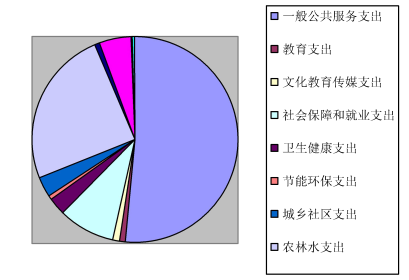 一般公共服务支出
教育支出
文化教育传媒支出
社会保障和就业支出
卫生健康支出
节能环保支出
城乡社区支出
农林水支出